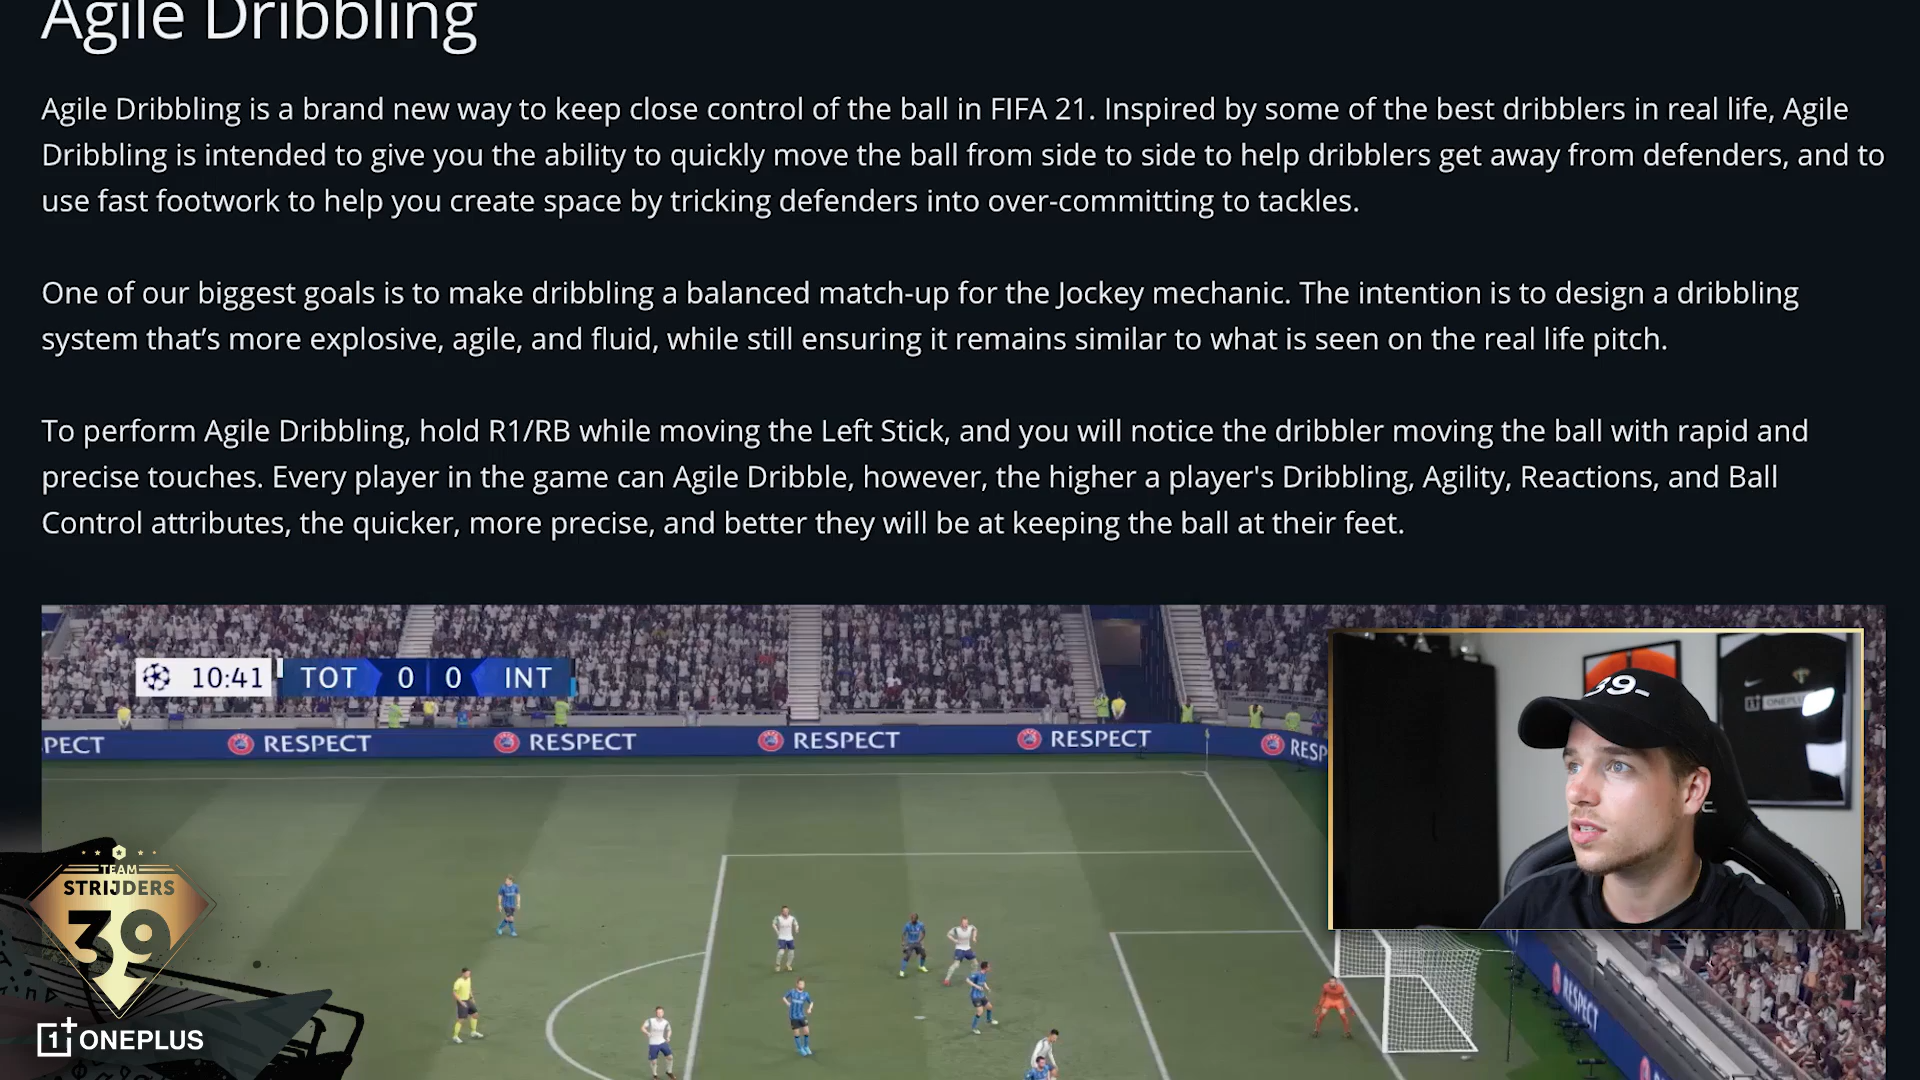 Agile Dribbling
Agile Dribbling is a brand new way to keep close control of the ball in FIFA 21. Inspired by some of the best dribblers in real life, Agile
Dribbling is intended to give you the ability to quickly move the ball from side to side to help dribblers get away from defenders, and to
use fast footwork to help you create space by tricking defenders into over-committing to tackles.
One of our biggest goals is to make dribbling a balanced match-up for the Jockey mechanic. The intention is to design a dribbling
system that’s more explosive, agile, and fluid, while still ensuring it remains similar to what is seen on the real life pitch.
To perform Agile Dribbling, hold R1/RB while moving the Left Stick, and you will notice the dribbler moving the ball with rapid and
precise touches. Every player in the game can Agile Dribble, however, the higher a player's Dribbling, Agility, Reactions, and Ball
Control attributes, the quicker, more precise, and better they will be at keeping the ball at their feet.
10:41 TOT 0 0 INT
PECT RESPECT RESPECT RESPECT RESPECT RESP
39-
TEAM
STRIJDERS
39
1+ ONEPLUS
RESPECT